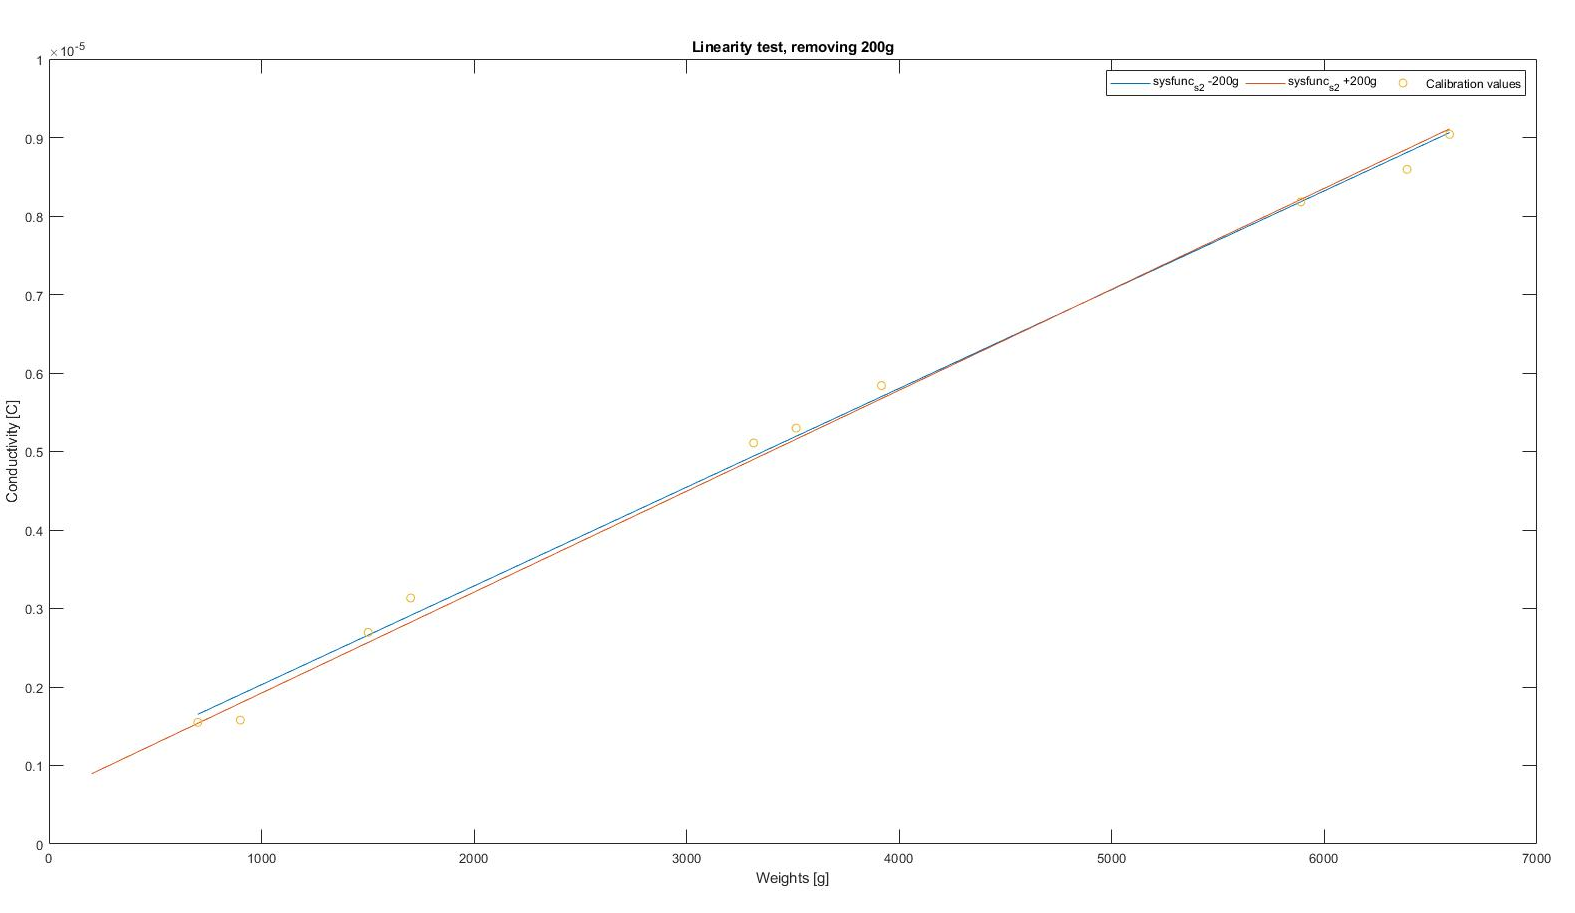 Linearity test, removing 200g
×10-5
sysfuncs2 -200g sysfuncs2 +200g Calibration values
1
0.9
0.8
0.7
0.6
0.5
0.4
0.3
0.2
0.1
0
Conductivity [C]
0 1000 2000 3000 4000 5000 6000 7000
Weights [g]